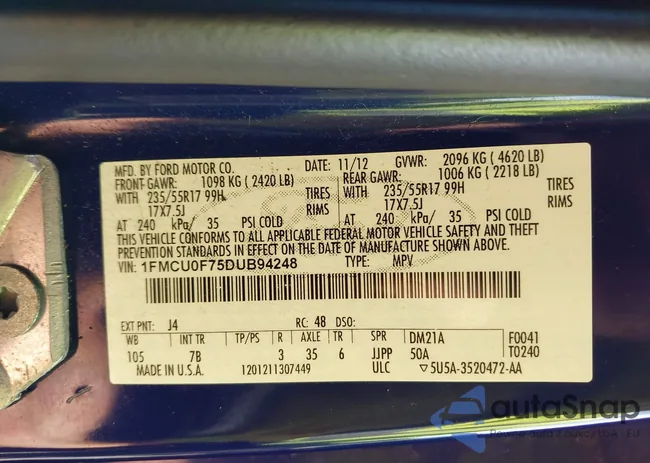 MFD. BY FORD MOTOR CO. DATE: 11/12 GVWR: 2096 KG ( 4620 LB)
FRONT GAWR: 1098 KG ( 2420 LB) REAR GAWR: 1006 KG ( 2218 LB)
WITH 235/55R17 99H TIRES WITH 235/55R17 99H TIRES
17X7.5J RIMS 17X7.5J RIMS
AT 240 kPa/ 35 PSI COLD AT 240 kPa/ 35 PSI COLD
THIS VEHICLE CONFORMS TO ALL APPLICABLE FEDERAL MOTOR VEHICLE SAFETY AND THEFT
PREVENTION STANDARDS IN EFFECT ON THE DATE OF MANUFACTURE SHOWN ABOVE.
VIN: 1FMCU0F75DUB94248 TYPE: MPV
EXT PNT: J4 RC: 48 DSO:
WB INT TR TP/PS R AXLE TR SPR DM21A F0041
105 7B 3 35 6 JJPP 50A T0240
MADE IN U.S.A. 1201211307449 ULC ▽5U5A-3520472-AA
autoSnap